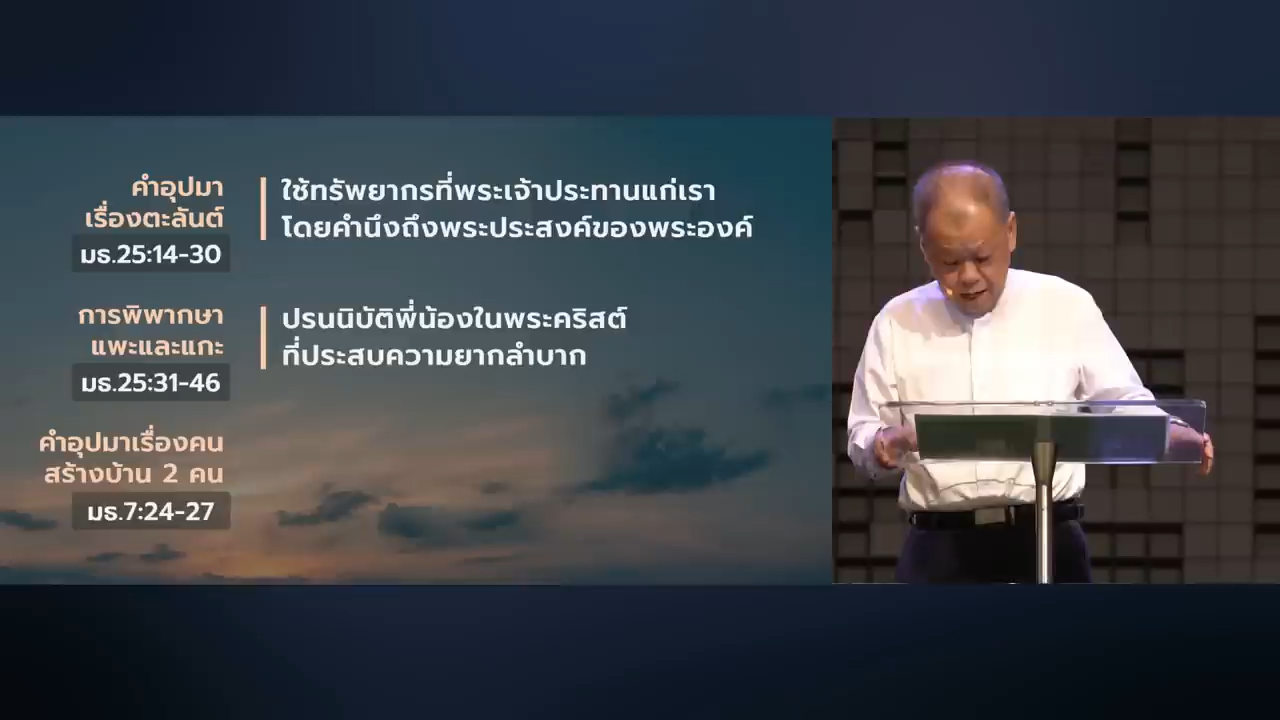 คำอุปมา
เรื่องตะลันต์
มธ.25:14-30
ใช้ทรัพยากรที่พระเจ้าประทานแก่เรา
โดยคำนึงถึงพระประสงค์ของพระองค์
การพิพากษา
แพะและแกะ
มธ.25:31-46
ปรนนิบัติพี่น้องในพระคริสต์
ที่ประสบความยากลำบาก
คำอุปมาเรื่องคน
สร้างบ้าน 2 คน
มธ.7:24-27